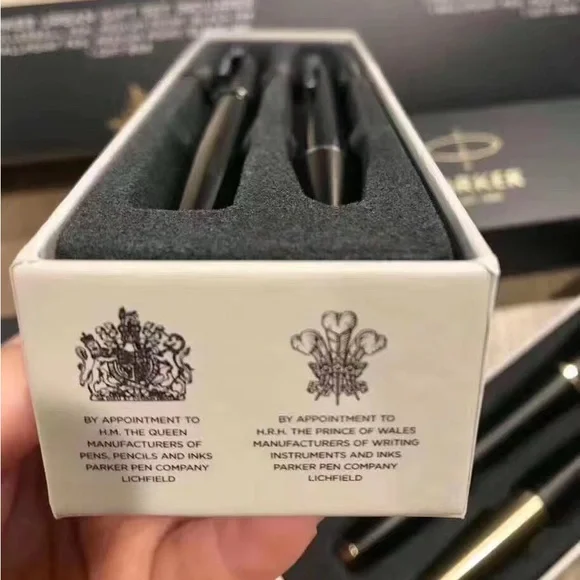 PARKER
BY APPOINTMENT TO
H.M. THE QUEEN
MANUFACTURERS OF
PENS, PENCILS AND INKS
PARKER PEN COMPANY
LICHFIELD
BY APPOINTMENT TO
H.R.H. THE PRINCE OF WALES
MANUFACTURERS OF WRITING
INSTRUMENTS AND INKS
PARKER PEN COMPANY
LICHFIELD